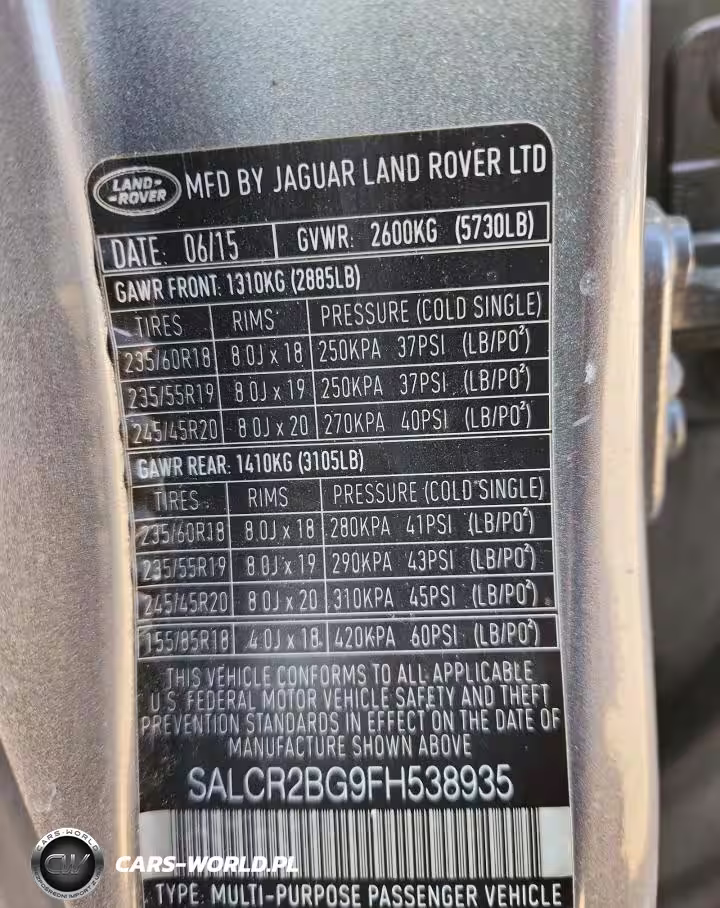 LAND-
-ROVER
MFD BY JAGUAR LAND ROVER LTD
DATE: 06/15 GVWR: 2600KG (5730LB)
GAWR FRONT: 1310KG (2885LB)
TIRES RIMS PRESSURE (COLD SINGLE)
235/60R18 8.0J x 18 250KPA 37PSI (LB/PO²)
235/55R19 8.0J x 19 250KPA 37PSI (LB/PO²)
245/45R20 8.0J x 20 270KPA 40PSI (LB/PO²)
GAWR REAR: 1410KG (3105LB)
TIRES RIMS PRESSURE (COLD SINGLE)
235/60R18 8.0J x 18 280KPA 41PSI (LB/PO²)
235/55R19 8.0J x 19 290KPA 43PSI (LB/PO²)
245/45R20 8.0J x 20 310KPA 45PSI (LB/PO²)
155/85R18 4.0J x 18 420KPA 60PSI (LB/PO²)
THIS VEHICLE CONFORMS TO ALL APPLICABLE
U.S. FEDERAL MOTOR VEHICLE SAFETY AND THEFT
PREVENTION STANDARDS IN EFFECT ON THE DATE OF
MANUFACTURE SHOWN ABOVE
SALCR2BG9FH538935
CARS-WORLD
CW
CARS-WORLD.PL
TYPE: MULTI-PURPOSE PASSENGER VEHICLE